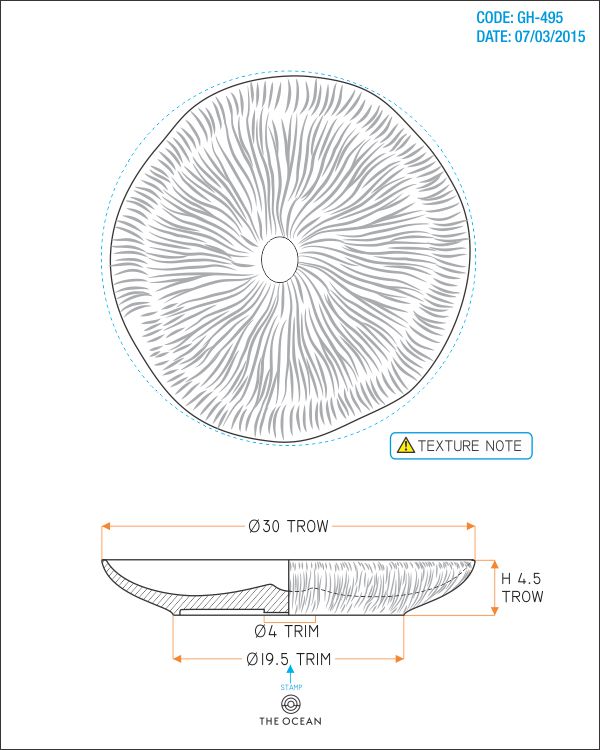 CODE: GH-495
DATE: 07/03/2015
TEXTURE NOTE
Ø30 TROW
H 4.5
TROW
Ø4 TRIM
Ø19.5 TRIM
STAMP
THE OCEAN